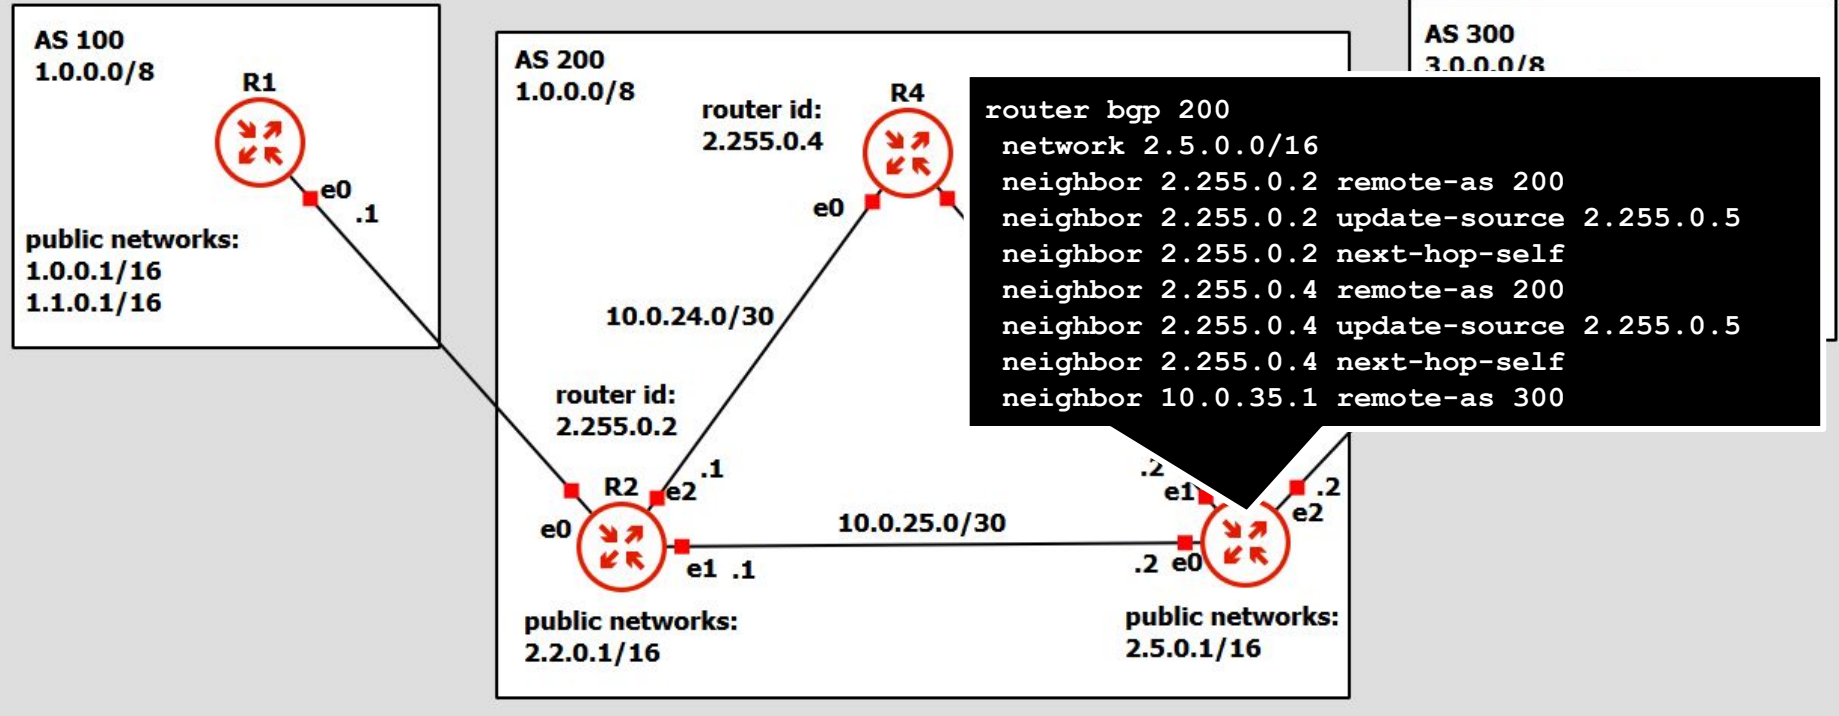 AS 100
1.0.0.0/8
R1
e0
.1
public networks:
1.0.0.1/16
1.1.0.1/16
AS 200
1.0.0.0/8
router id:
2.255.0.4
R4
e0
10.0.24.0/30
router id:
2.255.0.2
R2
e0
e2
.1
e1 .1
10.0.25.0/30
public networks:
2.2.0.1/16
AS 300
3.0.0.0/8
router bgp 200
network 2.5.0.0/16
neighbor 2.255.0.2 remote-as 200
neighbor 2.255.0.2 update-source 2.255.0.5
neighbor 2.255.0.2 next-hop-self
neighbor 2.255.0.4 remote-as 200
neighbor 2.255.0.4 update-source 2.255.0.5
neighbor 2.255.0.4 next-hop-self
neighbor 10.0.35.1 remote-as 300
.2
e1
.2
e2
.2 e0
public networks:
2.5.0.1/16